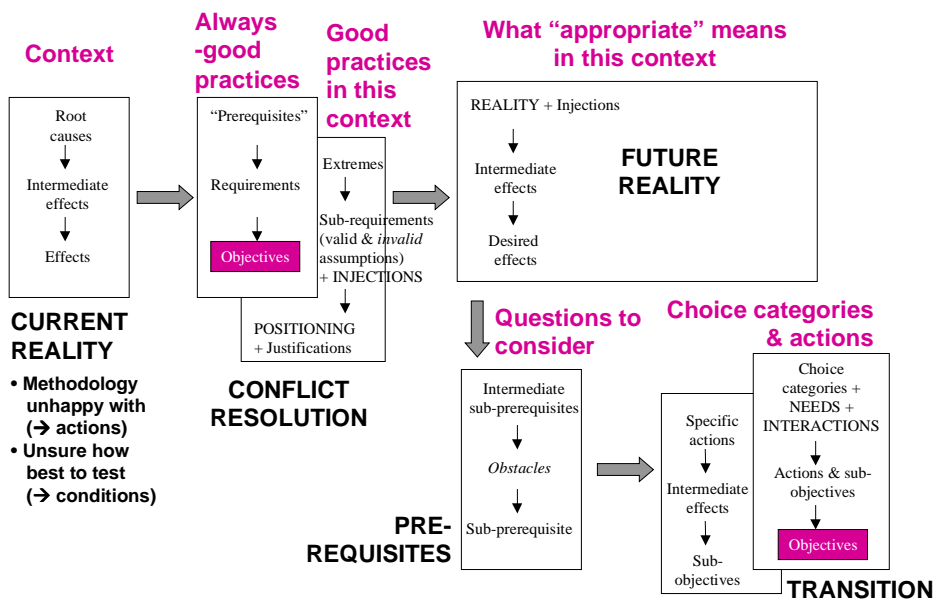 Context
Always
-good
practices
Good
practices
in this
context
What “appropriate” means
in this context
Root
causes
Intermediate
effects
Effects
“Prerequisites”
Requirements
Objectives
Extremes
Sub-requirements
(valid & invalid
assumptions)
+ INJECTIONS
POSITIONING
+ Justifications
REALITY + Injections
Intermediate
effects
Desired
effects
FUTURE
REALITY
CURRENT
REALITY
• Methodology
unhappy with
(→ actions)
• Unsure how
best to test
(→ conditions)
CONFLICT
RESOLUTION
Questions to
consider
Choice categories
& actions
Intermediate
sub-prerequisites
Obstacles
Sub-prerequisite
PRE-
REQUISITES
Specific
actions
Intermediate
effects
Sub-
objectives
Choice
categories +
NEEDS +
INTERACTIONS
Actions & sub-
objectives
Objectives
TRANSITION